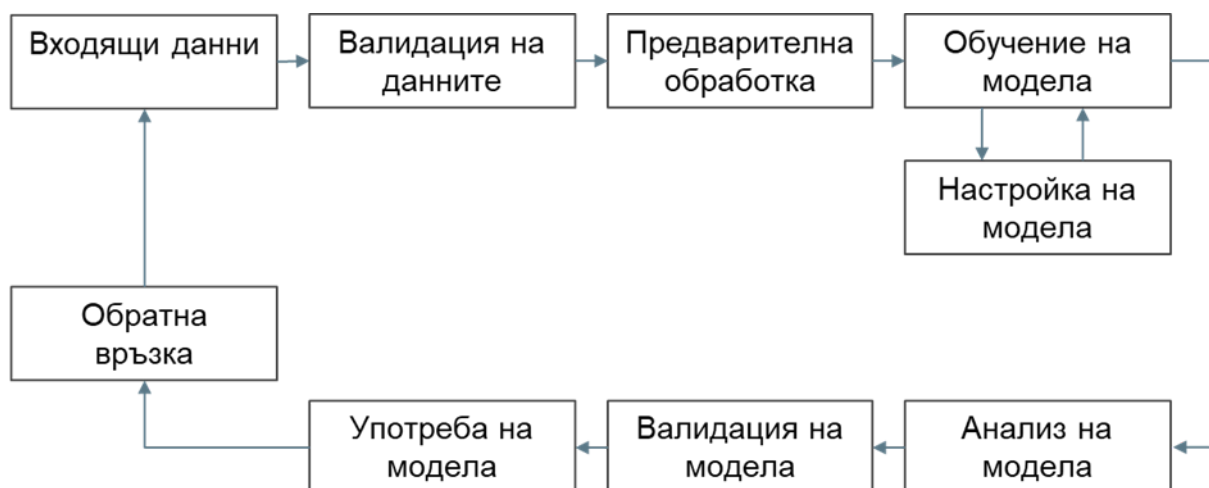 Входящи данни
Валидация на
данните
Предварителна
обработка
Обучение на
модела
Настройка на
модела
Обратна
връзка
Употреба на
модела
Валидация на
модела
Анализ на
модела